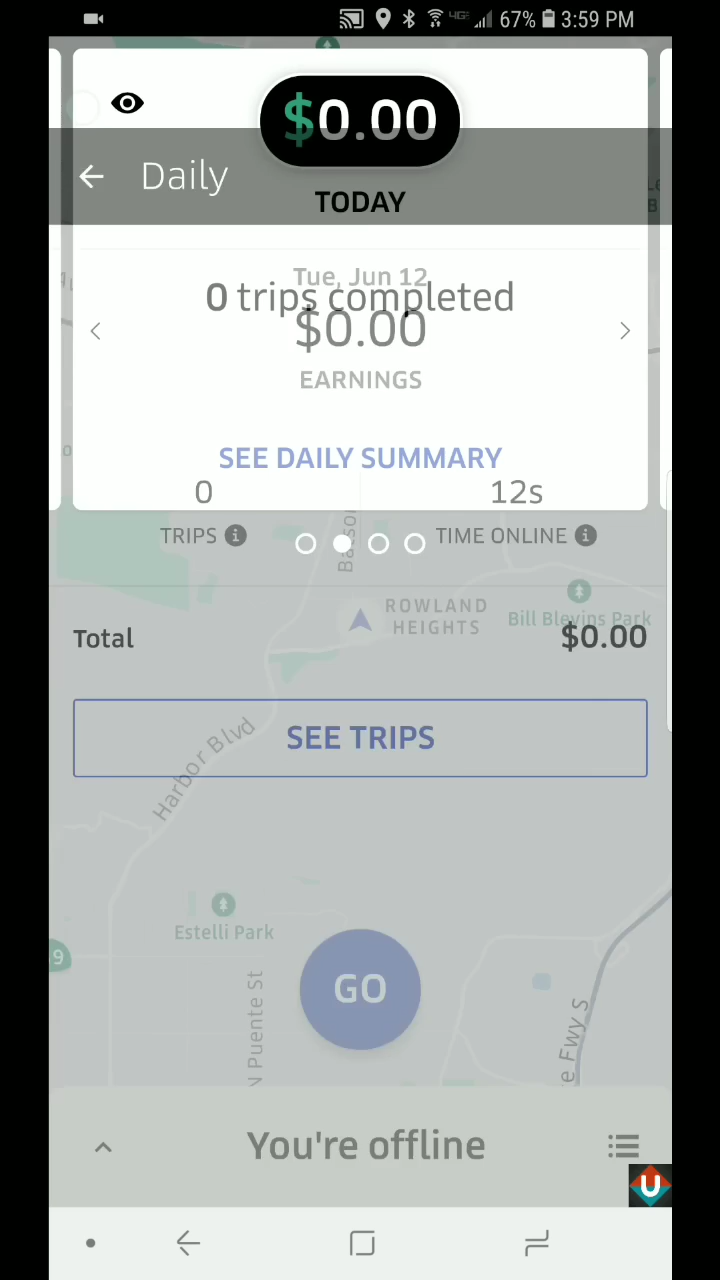 4G
67%
3:59 PM
$0.00
Daily
TODAY
Tue, Jun 12
0 trips completed
$0.00
EARNINGS
SEE DAILY SUMMARY
0
12s
TRIPS
TIME ONLINE
ROWLAND
HEIGHTS
Bill Blevins Park
Total
$0.00
SEE TRIPS
Harbor Blvd
Estelli Park
9
GO
N Puente St
Fwy S
You're offline
U